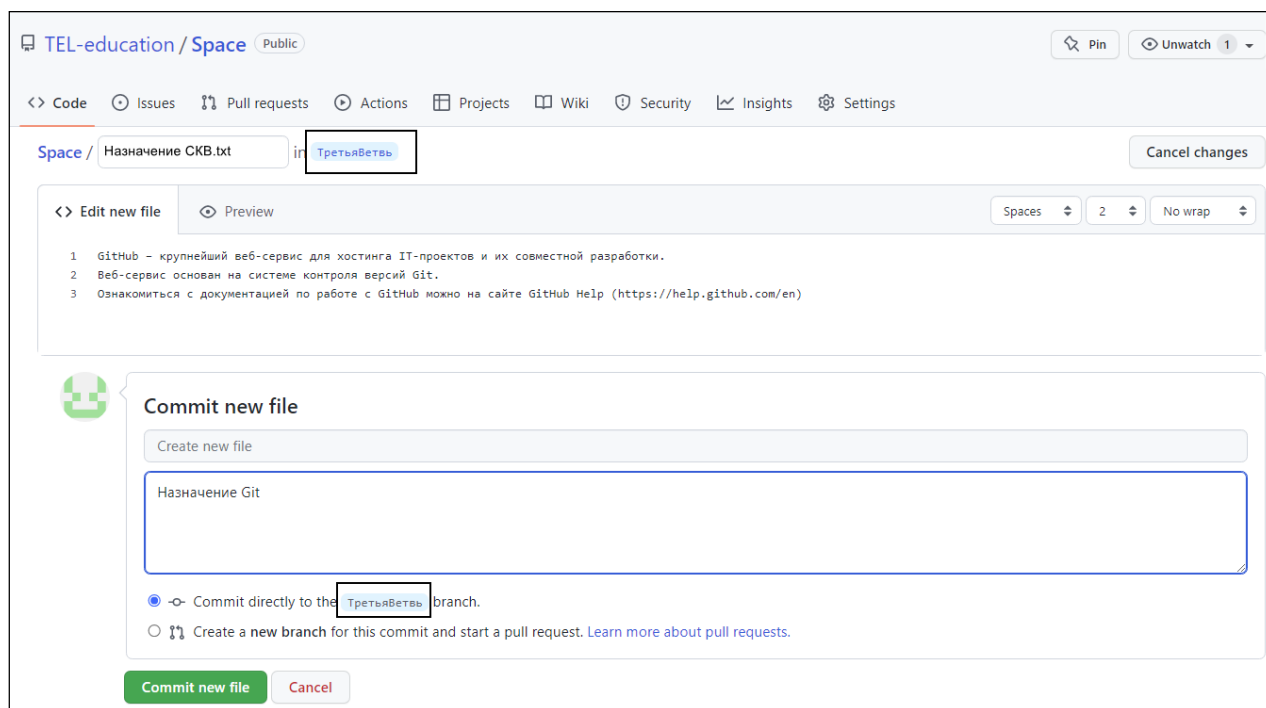 TEL-education / Space Public Pin Unwatch 1
Code Issues Pull requests Actions Projects Wiki Security Insights Settings
Space / Назначение СКВ.txt in ТретьяВетвь Cancel changes
<> Edit new file Preview Spaces 2 No wrap
1 GitHub – крупнейший веб-сервис для хостинга IT-проектов и их совместной разработки.
2 Веб-сервис основан на системе контроля версий Git.
3 Ознакомиться с документацией по работе с GitHub можно на сайте GitHub Help (https://help.github.com/en)
Commit new file
Create new file
Назначение Git
Commit directly to the ТретьяВетвь branch.
Create a new branch for this commit and start a pull request. Learn more about pull requests.
Commit new file Cancel